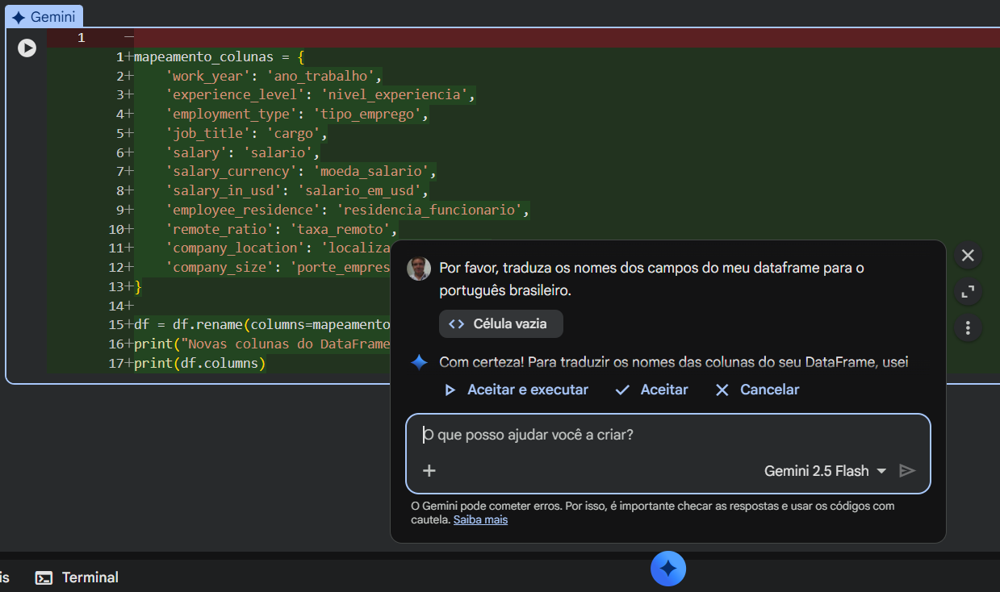 Gemini
1 −
1+mapeamento_colunas = {
2+    'work_year': 'ano_trabalho',
3+    'experience_level': 'nivel_experiencia',
4+    'employment_type': 'tipo_emprego',
5+    'job_title': 'cargo',
6+    'salary': 'salario',
7+    'salary_currency': 'moeda_salario',
8+    'salary_in_usd': 'salario_em_usd',
9+    'employee_residence': 'residencia_funcionario',
10+    'remote_ratio': 'taxa_remoto',
11+    'company_location': 'localiza
12+    'company_size': 'porte_empres
13+}
14+
15+df = df.rename(columns=mapeamento
16+print("Novas colunas do DataFrame
17+print(df.columns)
Por favor, traduza os nomes dos campos do meu dataframe para o
português brasileiro.
<> Célula vazia
Com certeza! Para traduzir os nomes das colunas do seu DataFrame, usei
Aceitar e executar Aceitar Cancelar
O que posso ajudar você a criar?
+ Gemini 2.5 Flash
O Gemini pode cometer erros. Por isso, é importante checar as respostas e usar os códigos com
cautela. Saiba mais
is Terminal